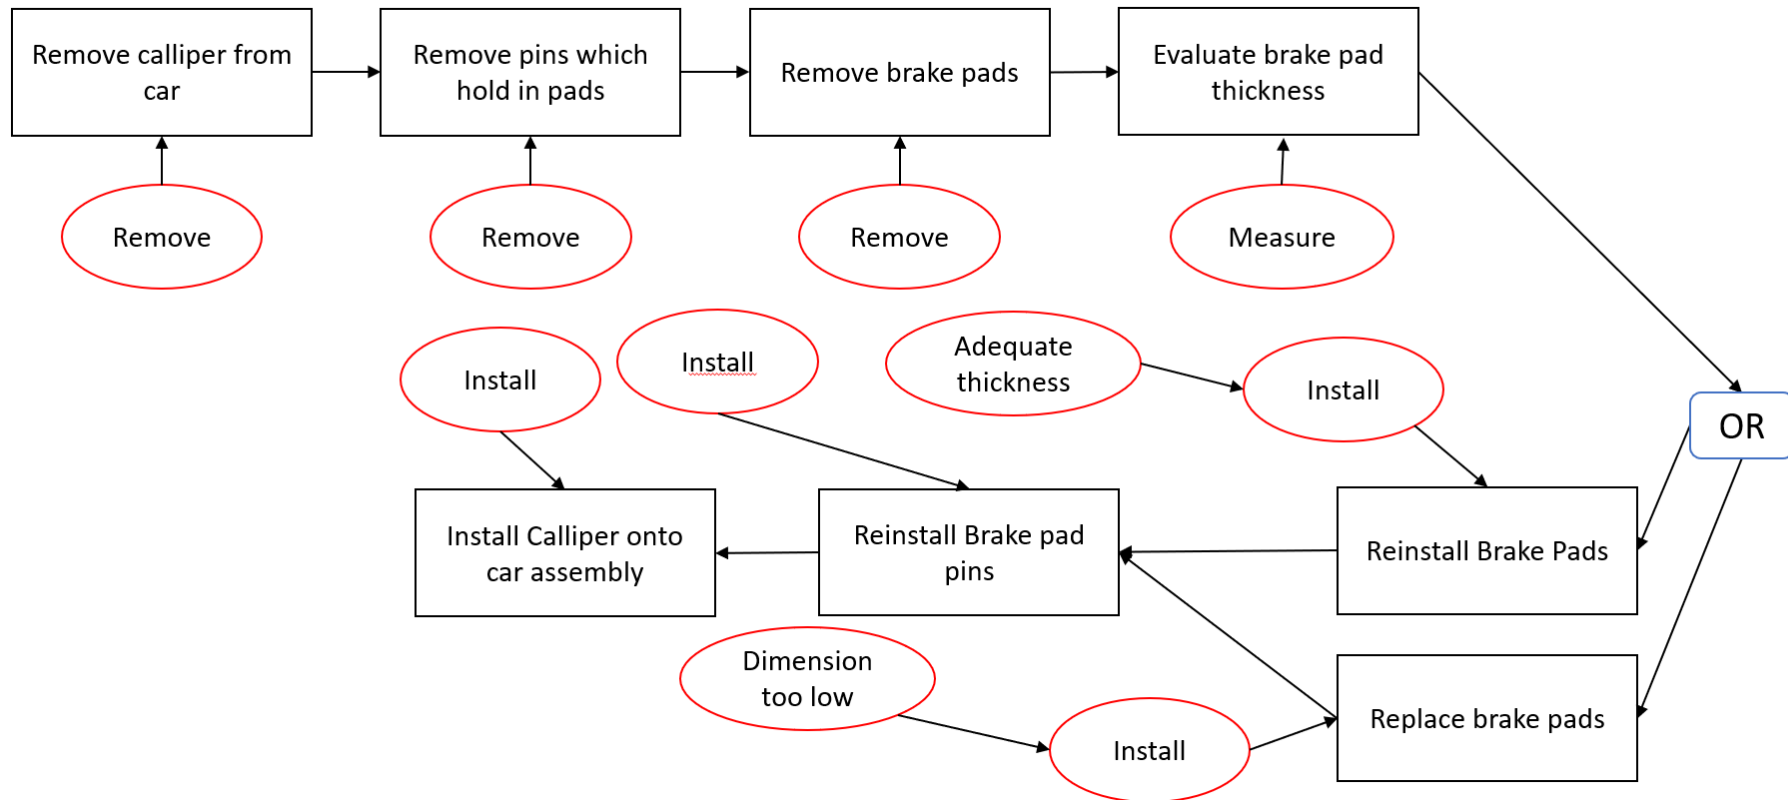 Remove calliper from
car
Remove pins which
hold in pads
Remove brake pads
Evaluate brake pad
thickness
Remove
Remove
Remove
Measure
Install
Install
Adequate
thickness
Install
OR
Install Calliper onto
car assembly
Reinstall Brake pad
pins
Reinstall Brake Pads
Dimension
too low
Install
Replace brake pads